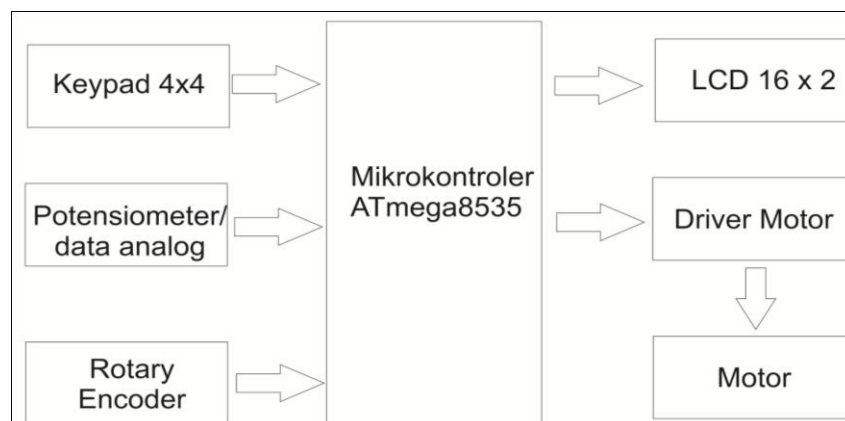 Keypad 4x4
Potensiometer/
data analog
Rotary
Encoder
Mikrokontroler
ATmega8535
LCD 16 x 2
Driver Motor
Motor